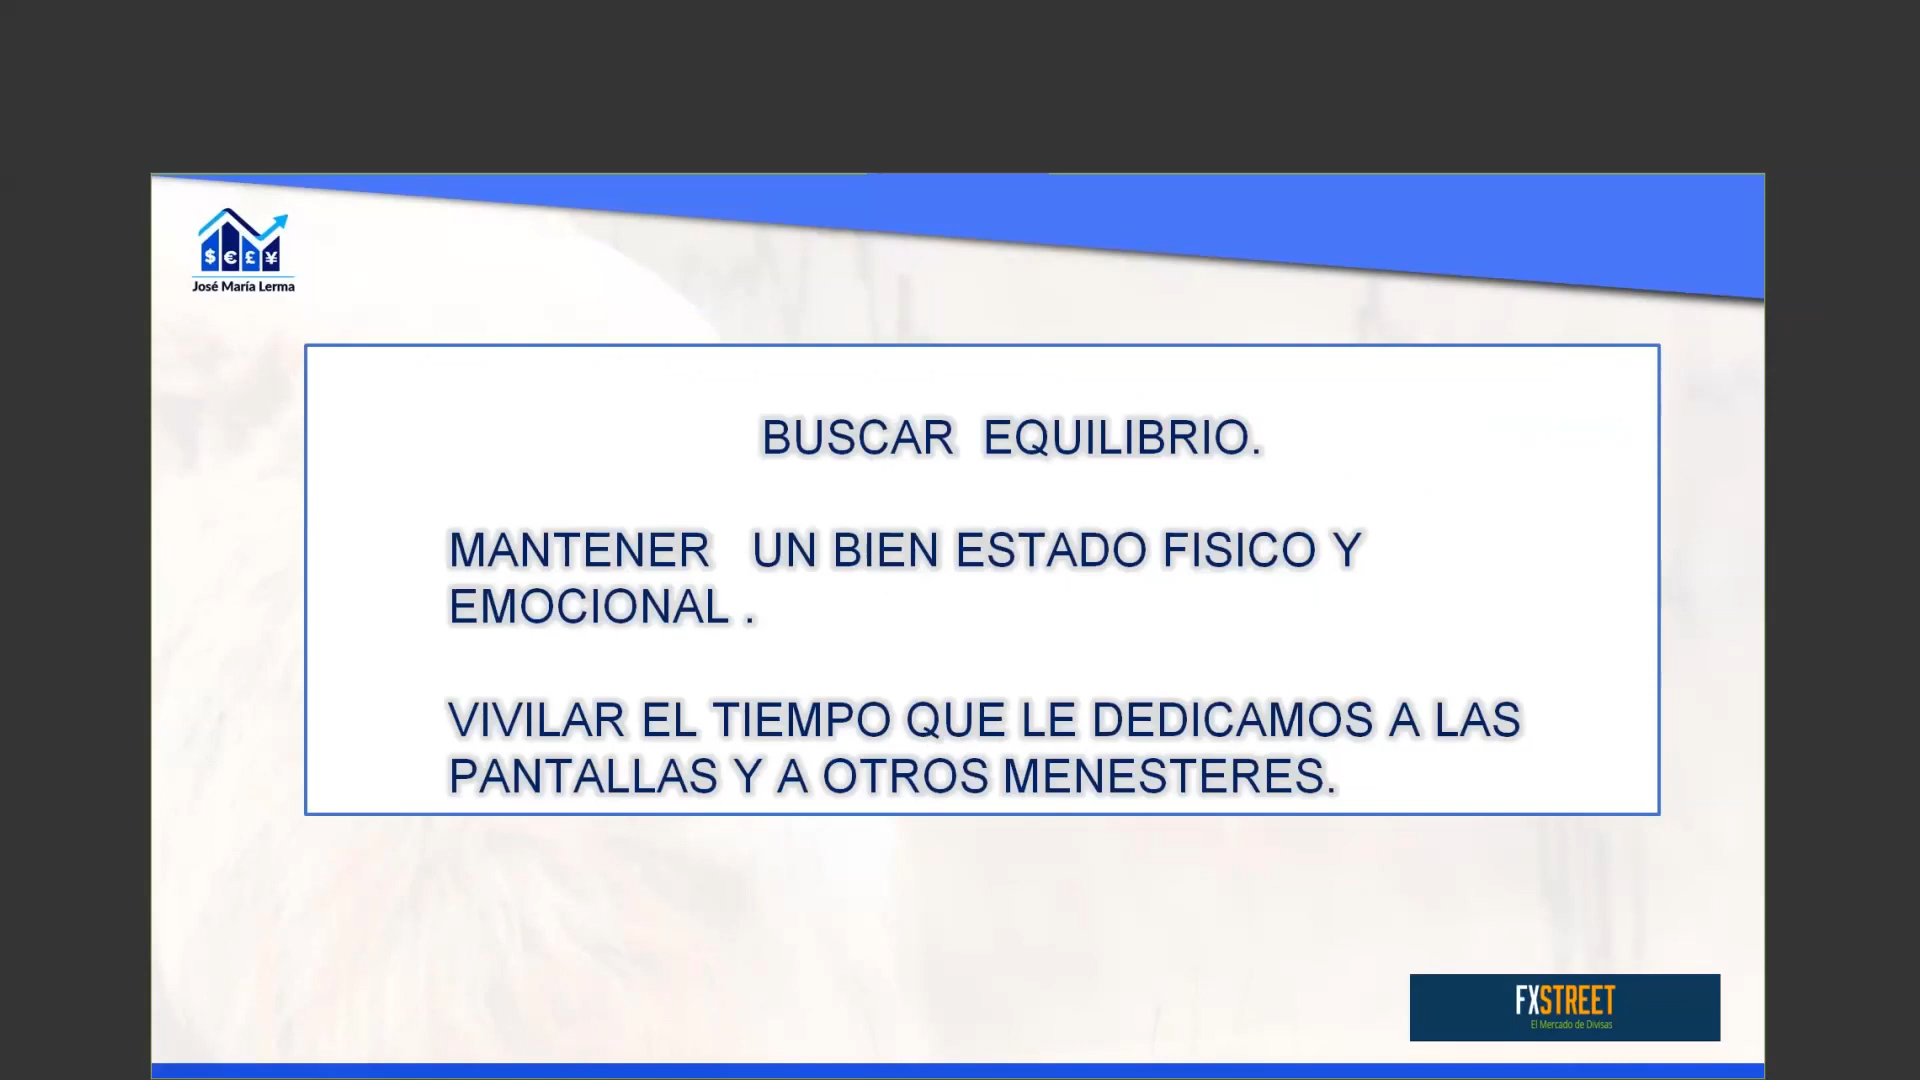 $ € £ ¥
José María Lerma
BUSCAR EQUILIBRIO.
MANTENER UN BIEN ESTADO FISICO Y
EMOCIONAL .
VIVILAR EL TIEMPO QUE LE DEDICAMOS A LAS
PANTALLAS Y A OTROS MENESTERES.
FXSTREET
El Mercado de Divisas